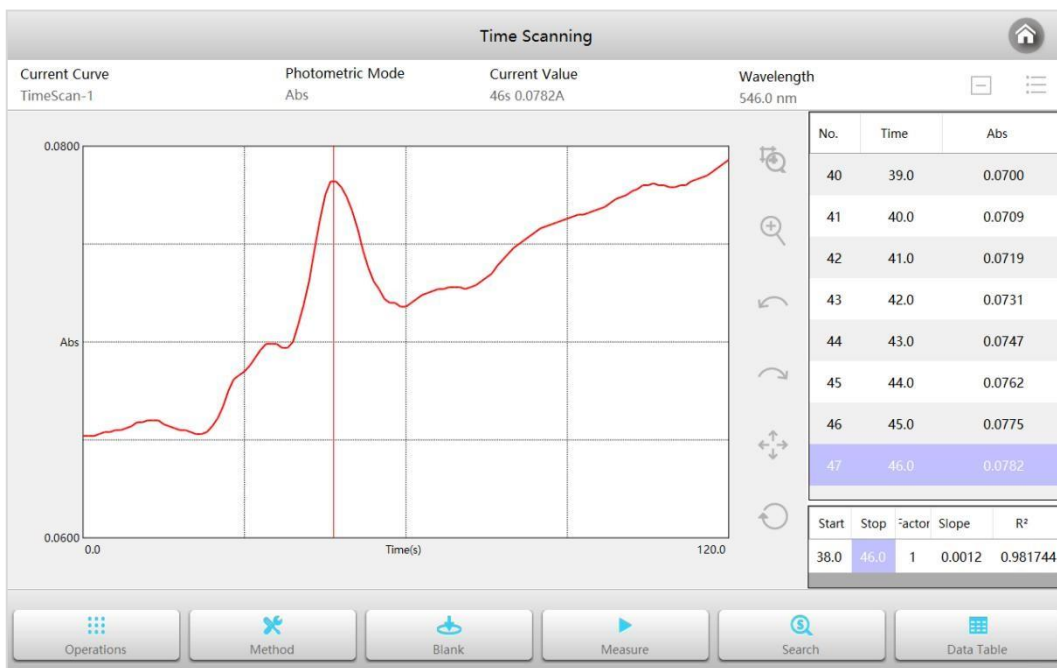 Time Scanning
Current Curve Photometric Mode Current Value Wavelength
TimeScan-1 Abs 46s 0.0782A 546.0 nm
No. Time Abs
0.0800
40 39.0 0.0700
41 40.0 0.0709
42 41.0 0.0719
43 42.0 0.0731
Abs
44 43.0 0.0747
45 44.0 0.0762
46 45.0 0.0775
47 46.0 0.0782
0.0600
0.0 Time(s) 120.0
Start Stop Factor Slope R²
38.0 46.0 1 0.0012 0.981744
Operations Method Blank Measure Search Data Table